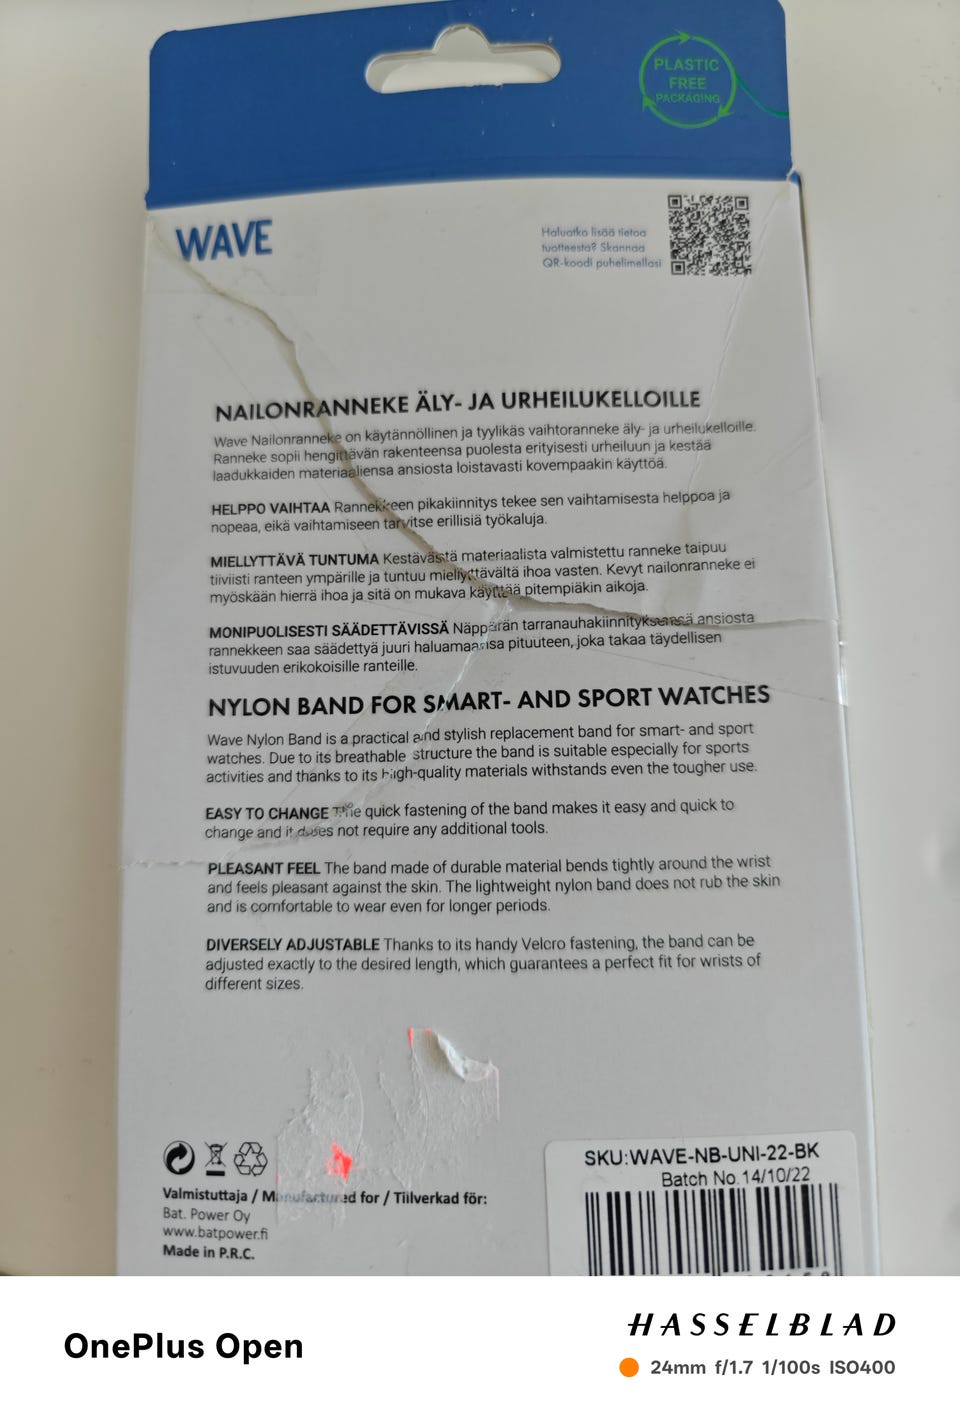 PLASTIC
FREE
PACKAGING
WAVE
Haluatko lisää tietoa
tuotteesta? Skannaa
QR-koodi puhelimellasi
NAILONRANNEKE ÄLY- JA URHEILUKELLOILLE
Wave Nailonranneke on käytännöllinen ja tyylikäs vaihtoranneke äly- ja urheilukelloille.
Ranneke sopii hengittävän rakenteensa puolesta erityisesti urheiluun ja kestää
laadukkaiden materiaaliensa ansiosta loistavasti kovempaakin käyttöä.
HELPPO VAIHTAA Rannekkeen pikakiinnitys tekee sen vaihtamisesta helppoa ja
nopeaa, eikä vaihtamiseen tarvitse erillisiä työkaluja.
MIELLYTTÄVÄ TUNTUMA Kestävästä materiaalista valmistettu ranneke taipuu
tiiviisti ranteen ympärille ja tuntuu miellyttävältä ihoa vasten. Kevyt nailonranneke ei
myöskään hierrä ihoa ja sitä on mukava käyttää pitempiäkin aikoja.
MONIPUOLISESTI SÄÄDETTÄVISSÄ Näppärän tarranauhakiinnityksensä ansiosta
rannekkeen saa säädettyä juuri haluamaansa pituuteen, joka takaa täydellisen
istuvuuden erikokoisille ranteille.
NYLON BAND FOR SMART- AND SPORT WATCHES
Wave Nylon Band is a practical and stylish replacement band for smart- and sport
watches. Due to its breathable structure the band is suitable especially for sports
activities and thanks to its high-quality materials withstands even the tougher use.
EASY TO CHANGE The quick fastening of the band makes it easy and quick to
change and it does not require any additional tools.
PLEASANT FEEL The band made of durable material bends tightly around the wrist
and feels pleasant against the skin. The lightweight nylon band does not rub the skin
and is comfortable to wear even for longer periods.
DIVERSELY ADJUSTABLE Thanks to its handy Velcro fastening, the band can be
adjusted exactly to the desired length, which guarantees a perfect fit for wrists of
different sizes.
SKU:WAVE-NB-UNI-22-BK
Batch No.14/10/22
Valmistuttaja / Manufactured for / Tillverkad för:
Bat. Power Oy
www.batpower.fi
Made in P.R.C.
OnePlus Open
HASSELBLAD
24mm f/1.7 1/100s ISO400